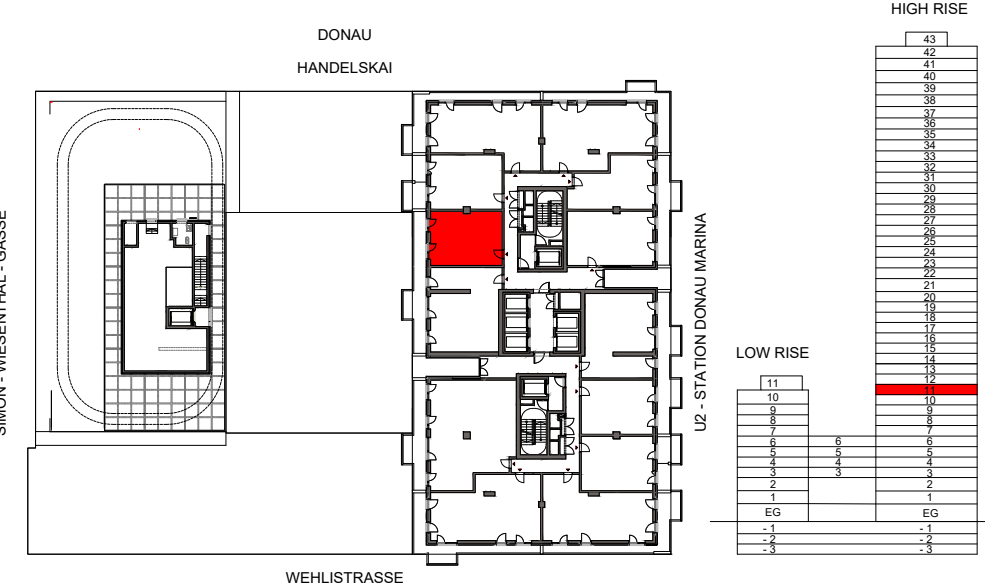 HIGH RISE
DONAU
HANDELSKAI
SIMON - WIESENTHAL - GASSE
U2 - STATION DONAU MARINA
WEHLISTRASSE
LOW RISE
43
42
41
40
39
38
37
36
35
34
33
32
31
30
29
28
27
26
25
24
23
22
21
20
19
18
17
16
15
14
13
12
11 11
10 10
9 9
8 8
7 7
6 6 6
5 5 5
4 4 4
3 3 3
2 2
1 1
EG EG
- 1 - 1
- 2 - 2
- 3 - 3